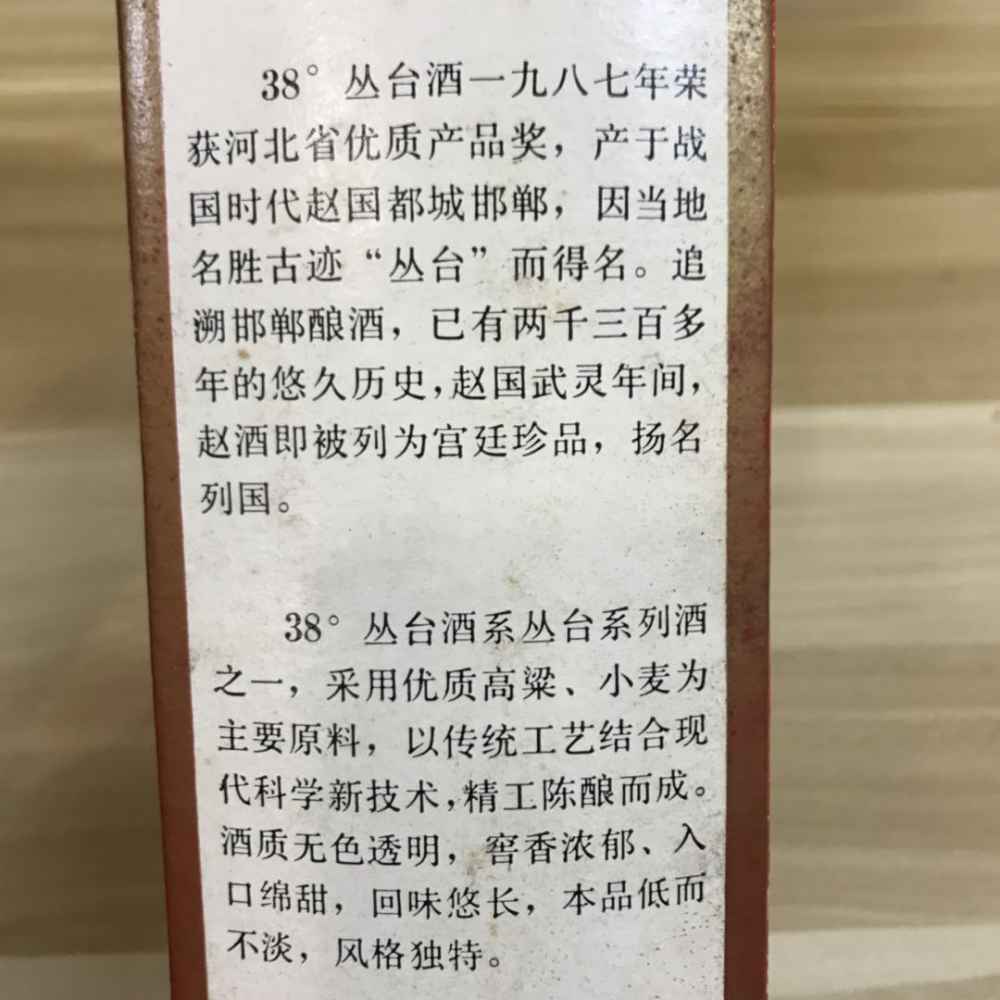 38° 丛台酒一九八七年荣
获河北省优质产品奖，产于战
国时代赵国都城邯郸，因当地
名胜古迹“丛台”而得名。追
溯邯郸酿酒，已有两千三百多
年的悠久历史，赵国武灵年间，
赵酒即被列为宫廷珍品，扬名
列国。
38° 丛台酒系丛台系列酒
之一，采用优质高粱、小麦为
主要原料，以传统工艺结合现
代科学新技术，精工陈酿而成。
酒质无色透明，窖香浓郁、入
口绵甜，回味悠长，本品低而
不淡，风格独特。